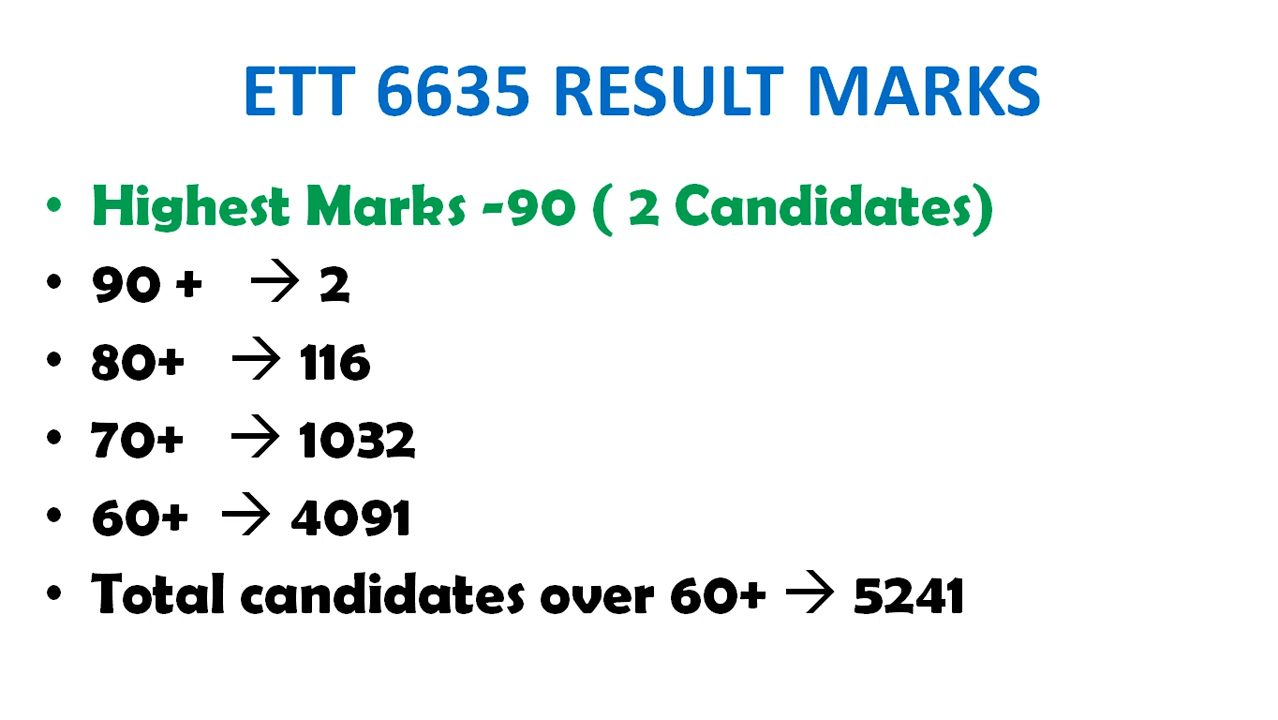 ETT 6635 RESULT MARKS
• Highest Marks -90 ( 2 Candidates)
• 90 + → 2
• 80+ → 116
• 70+ → 1032
• 60+ → 4091
• Total candidates over 60+ → 5241